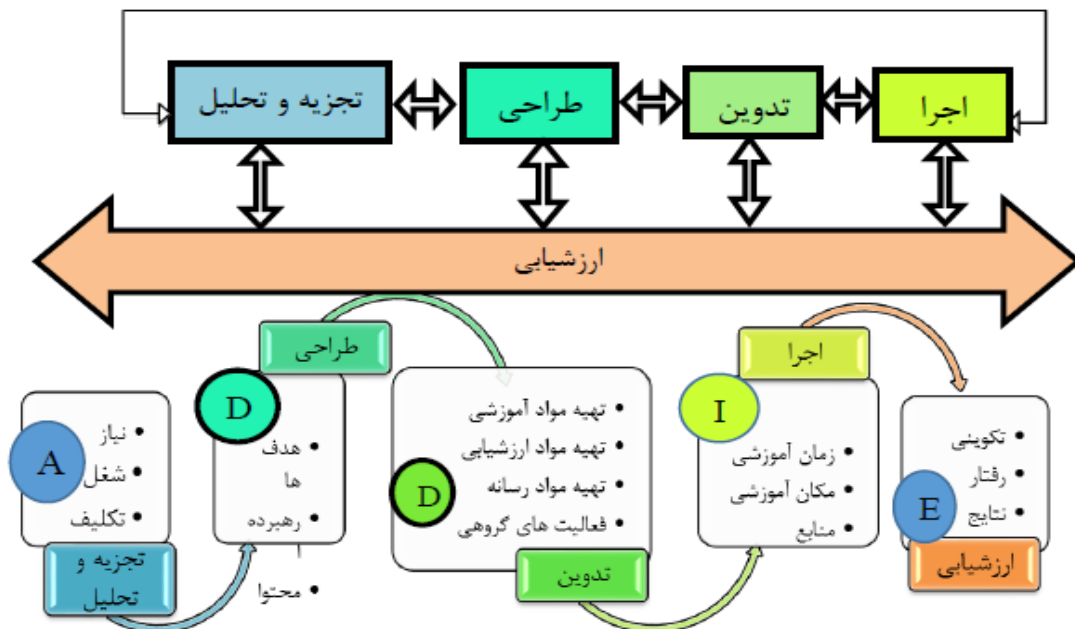 تجزیه و تحلیل
طراحی
تدوین
اجرا
ارزشیابی
A
نیاز
شغل
تکلیف
تجزیه و
تحلیل
طراحی
D
هدف
ها
رهبرده
ا
محتوا
D
تهیه مواد آموزشی
تهیه مواد ارزشیابی
تهیه مواد رسانه
فعالیت های گروهی
تدوین
اجرا
I
زمان آموزشی
مکان آموزشی
منابع
E
تکوینی
رفتار
نتایج
ارزشیابی